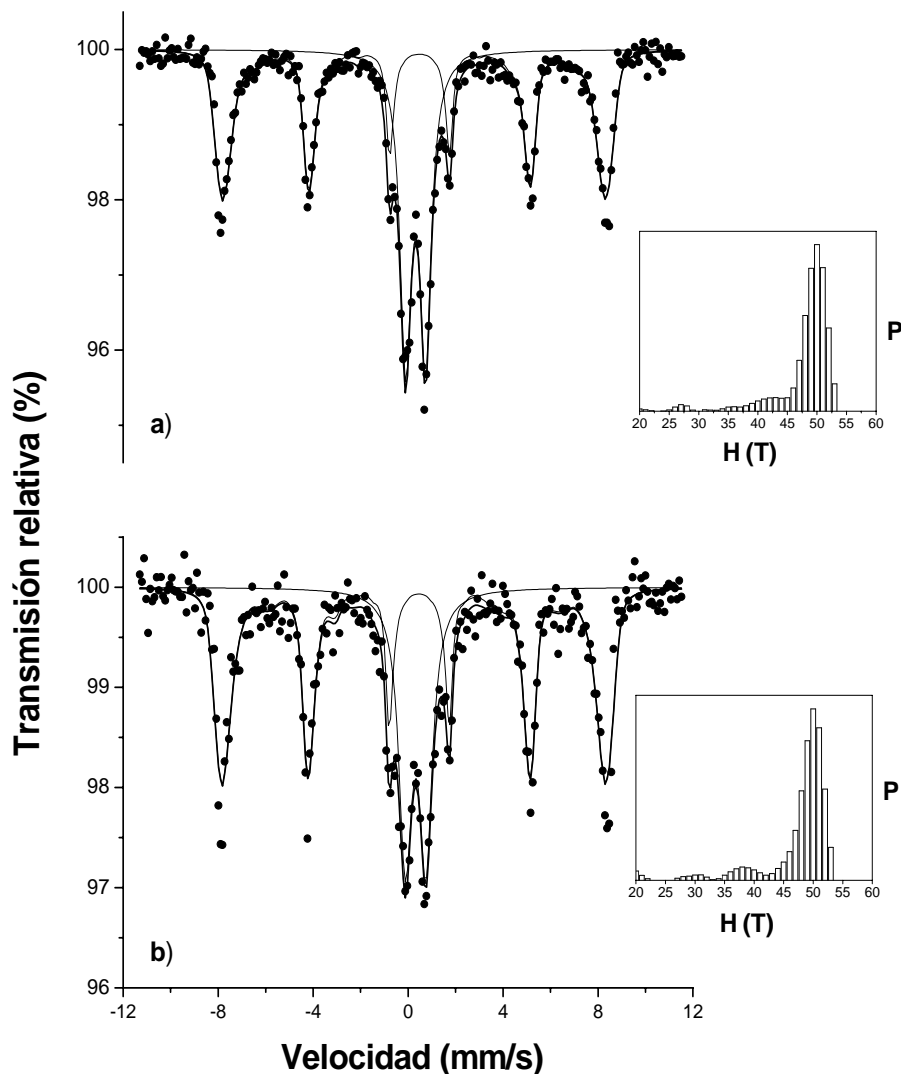 Transmisión relativa (%)
100
98
96
a)
20 25 30 35 40 45 50 55 60
H (T)
P
100
99
98
97
96
b)
20 25 30 35 40 45 50 55 60
H (T)
P
-12 -8 -4 0 4 8 12
Velocidad (mm/s)